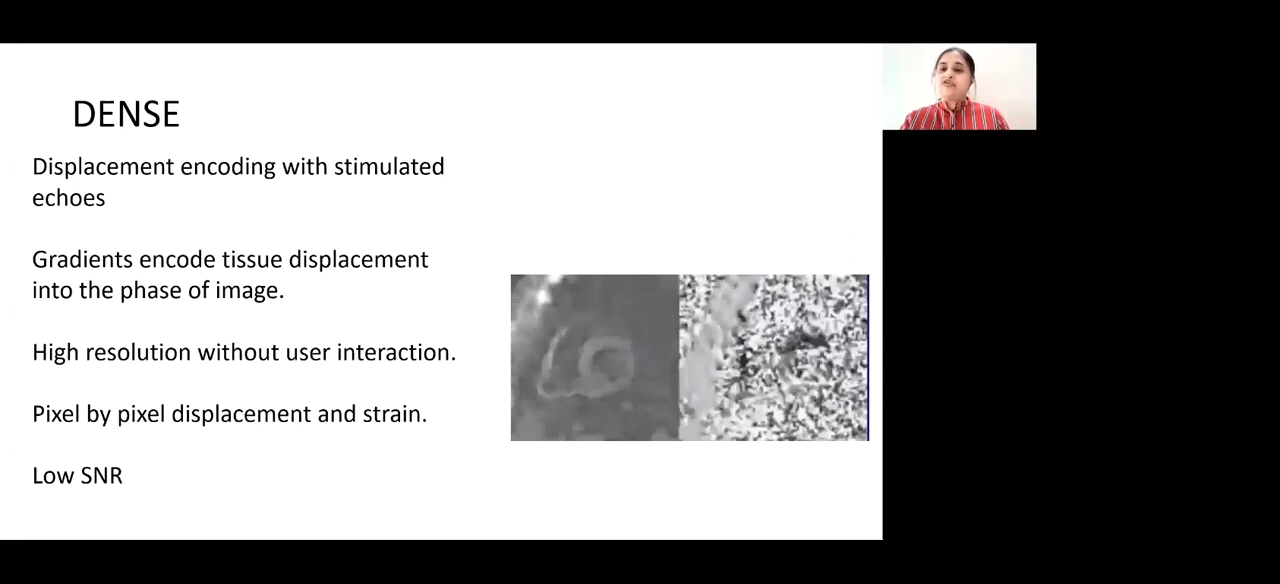 DENSE
Displacement encoding with stimulated
echoes
Gradients encode tissue displacement
into the phase of image.
High resolution without user interaction.
Pixel by pixel displacement and strain.
Low SNR